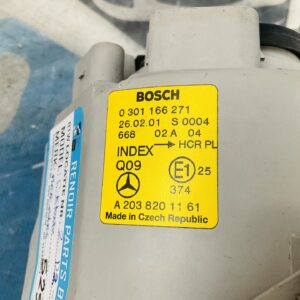 BOSCH
0 301 166 271
26.02.01 S 0004
668 02 A 04
INDEX → HCR PL
Q09
E1 25
374
A 203 820 11 61
Made in Czech Republic
RENDIR PARTS B